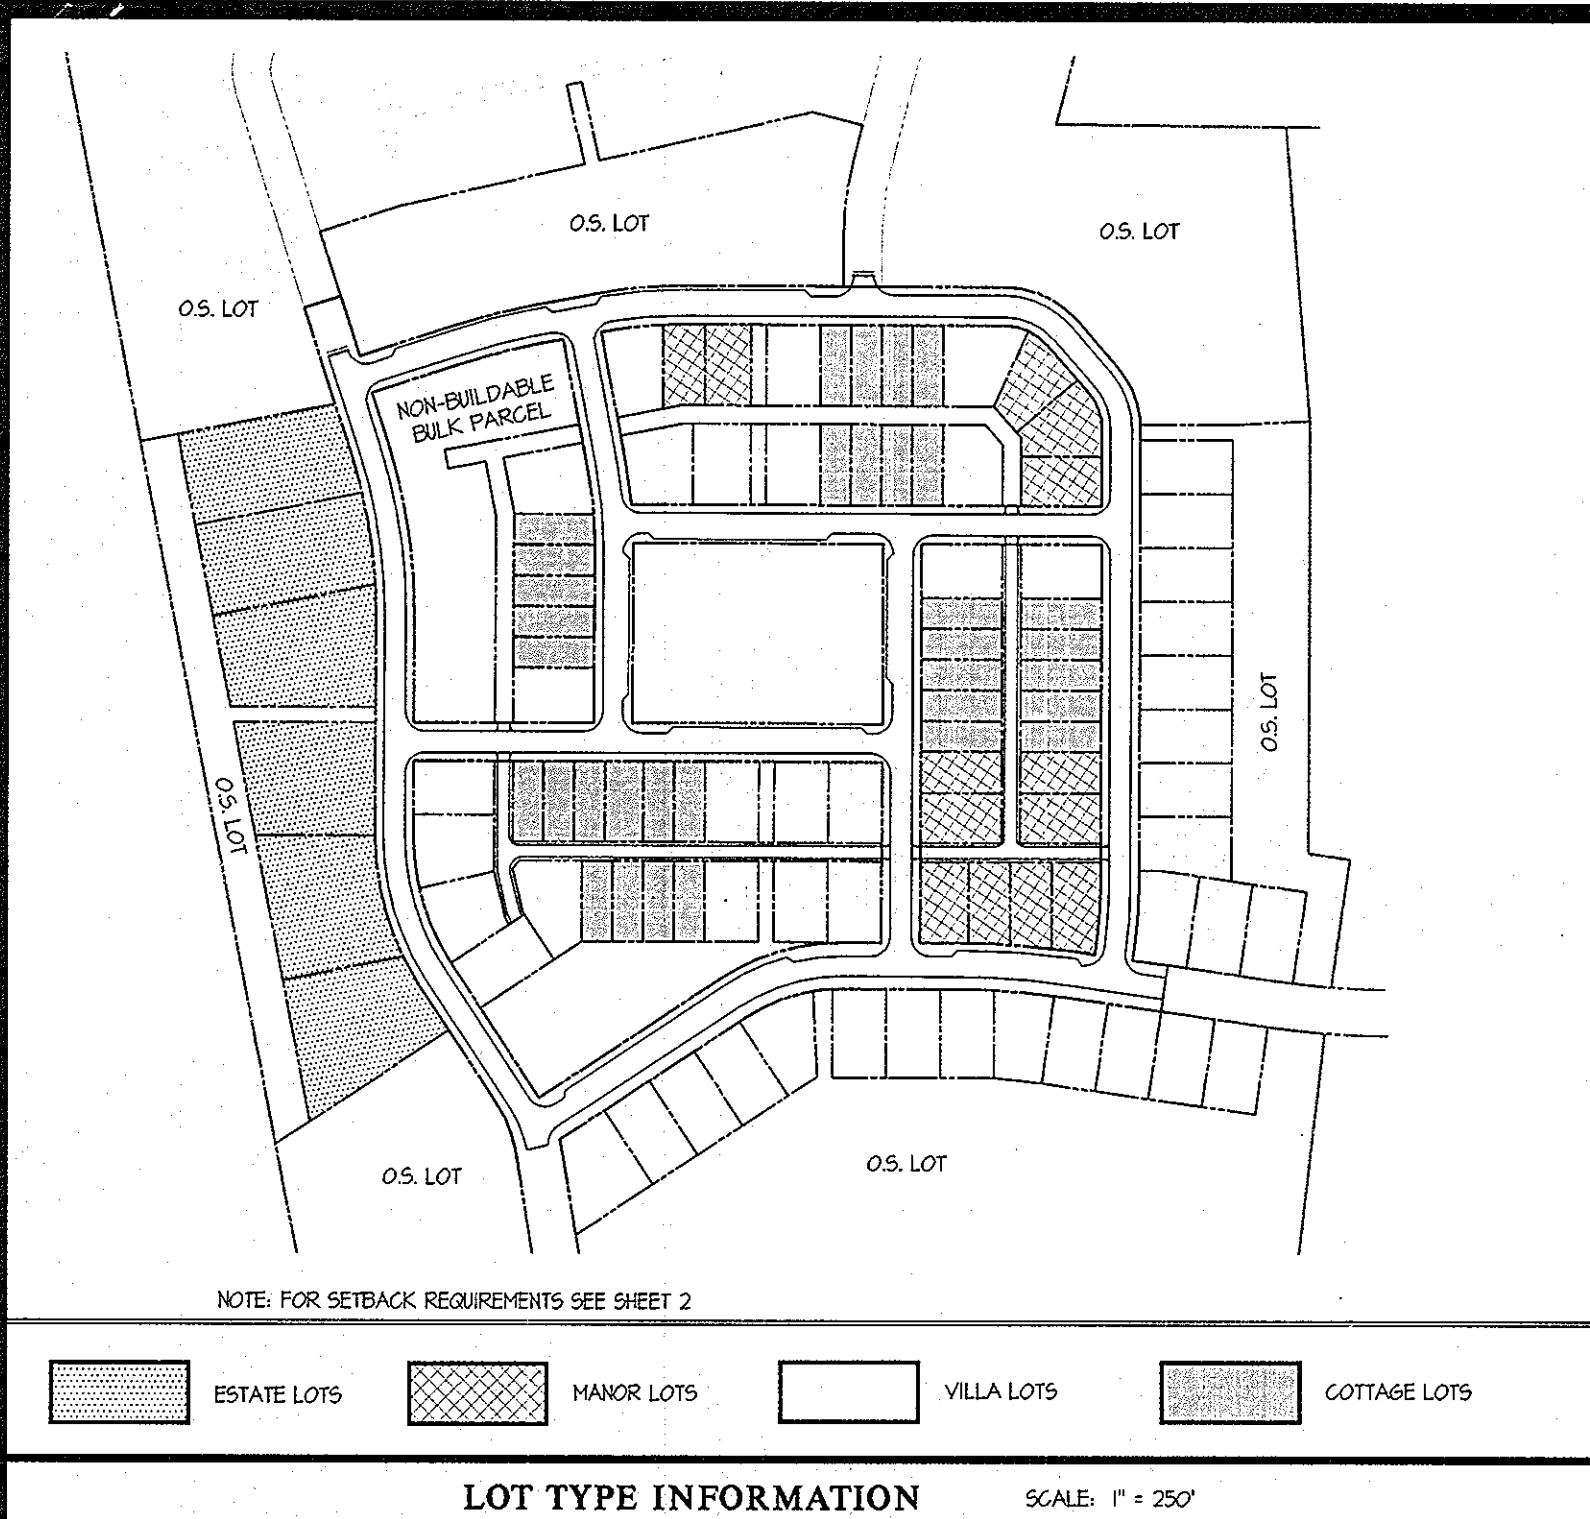 O.S. LOT
O.S. LOT
O.S. LOT
NON-BUILDABLE
BULK PARCEL
O.S. LOT
O.S. LOT
O.S. LOT
O.S. LOT
NOTE: FOR SETBACK REQUIREMENTS SEE SHEET 2
ESTATE LOTS
MANOR LOTS
VILLA LOTS
COTTAGE LOTS
LOT TYPE INFORMATION
SCALE: 1" = 250'